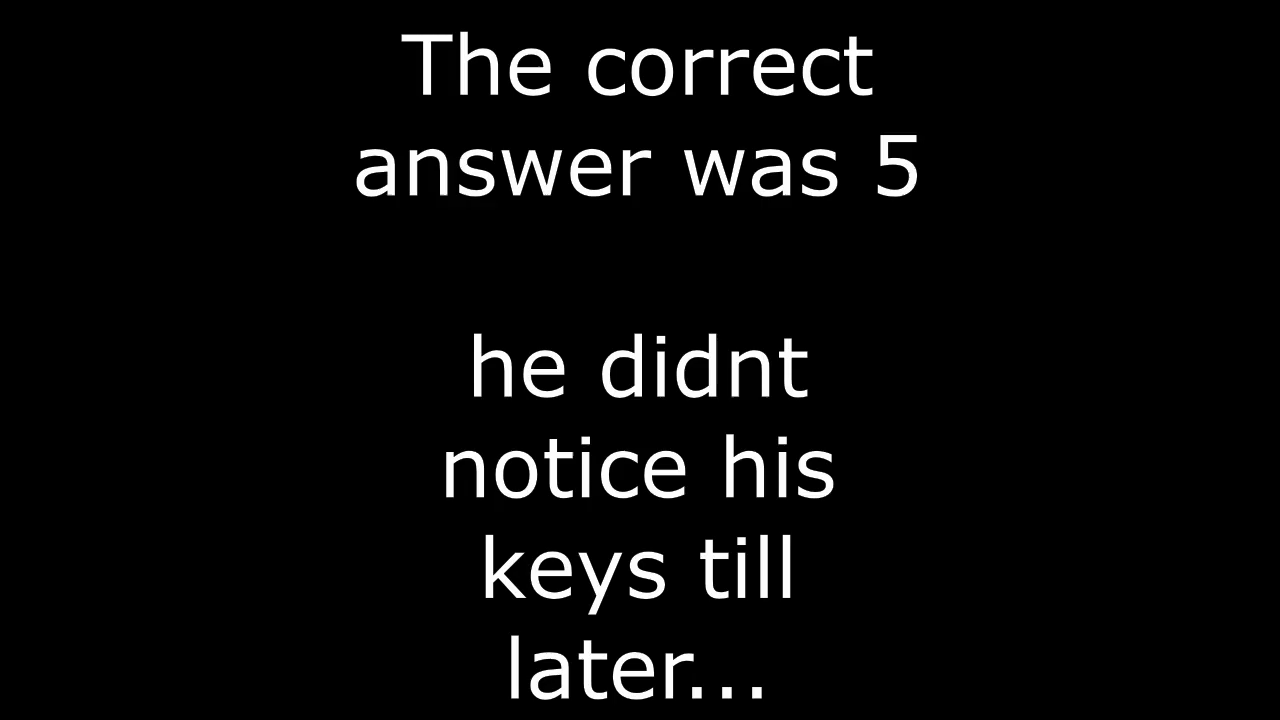 The correct
answer was 5
he didnt
notice his
keys till
later...